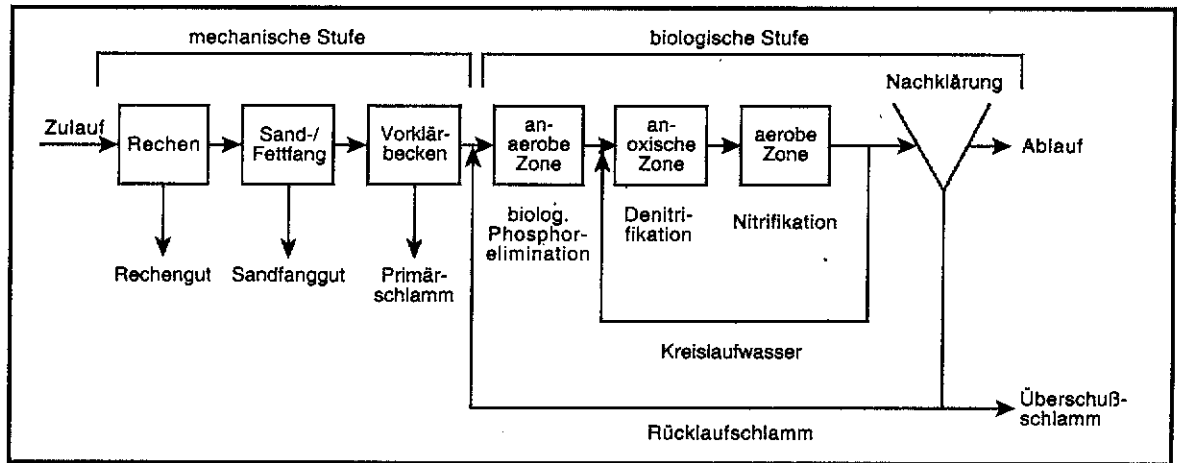 mechanische Stufe
biologische Stufe
Nachklärung
Zulauf
Rechen
Sand-/
Fettfang
Vorklär-
becken
an-
aerobe
Zone
an-
oxische
Zone
aerobe
Zone
Ablauf
biolog.
Phosphor-
elimination
Denitri-
fikation
Nitrifikation
Rechengut
Sandfanggut
Primär-
schlamm
Kreislaufwasser
Rücklaufschlamm
Überschuß-
schlamm